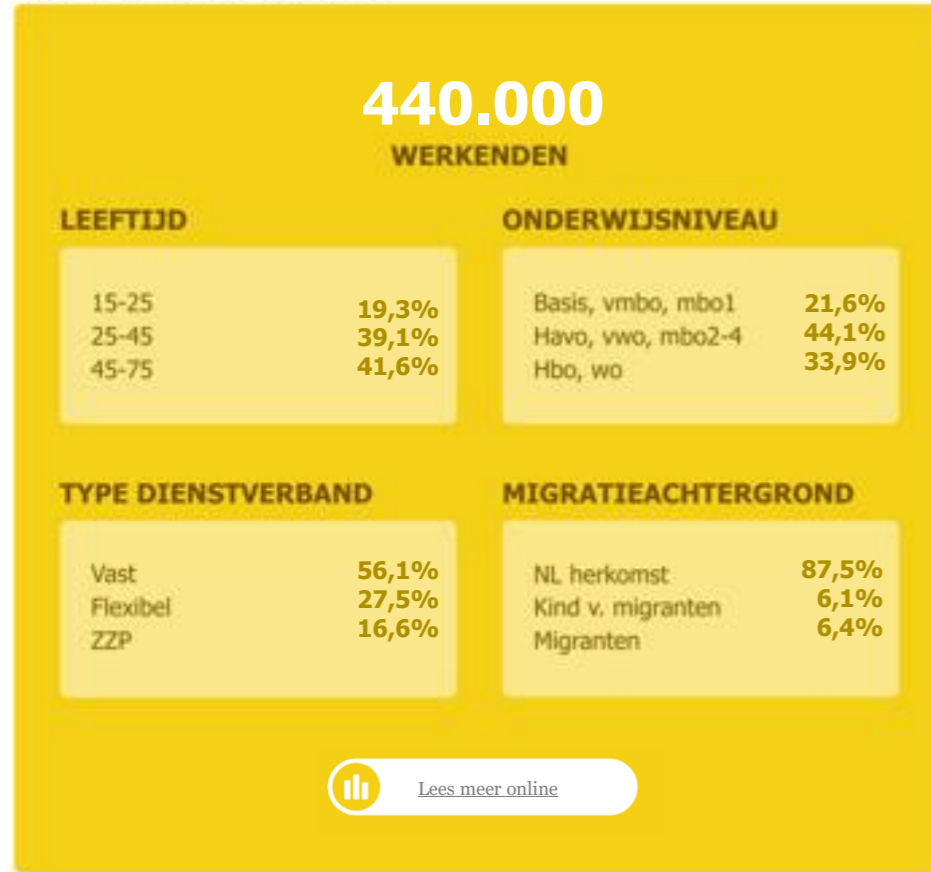 440.000
WERKENDEN
LEEFTIJD
15-25 19,3%
25-45 39,1%
45-75 41,6%
ONDERWIJSNIVEAU
Basis, vmbo, mbo1 21,6%
Havo, vwo, mbo2-4 44,1%
Hbo, wo 33,9%
TYPE DIENSTVERBAND
Vast 56,1%
Flexibel 27,5%
ZZP 16,6%
MIGRATIEACHTERGROND
NL herkomst 87,5%
Kind v. migranten 6,1%
Migranten 6,4%
Lees meer online